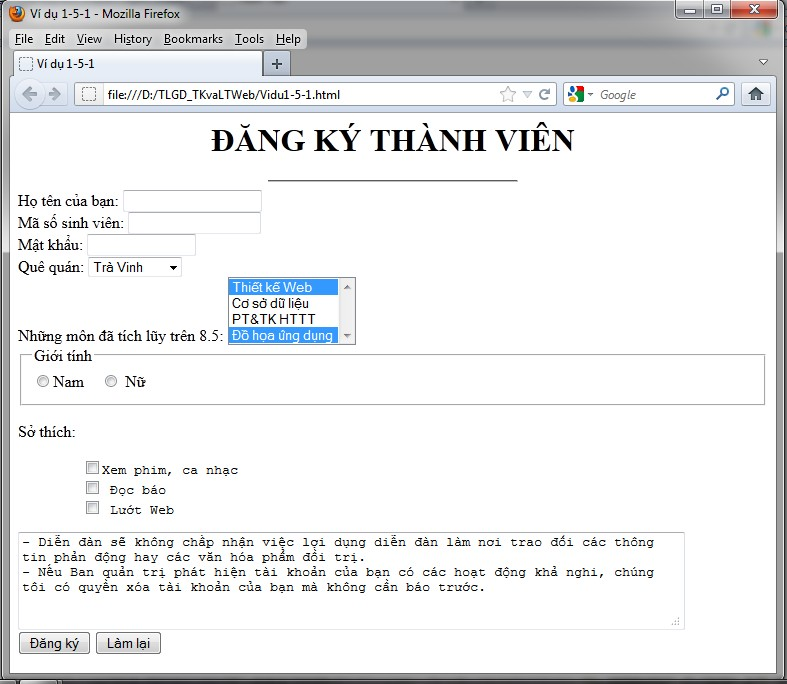 Ví dụ 1-5-1 - Mozilla Firefox
File Edit View History Bookmarks Tools Help
Ví dụ 1-5-1
file:///D:/TLGD_TKvaLTWeb/Vidu1-5-1.html Google
ĐĂNG KÝ THÀNH VIÊN
Họ tên của bạn:
Mã số sinh viên:
Mật khẩu:
Quê quán: Trà Vinh
Thiết kế Web
Cơ sở dữ liệu
PT&TK HTTT
Những môn đã tích lũy trên 8.5: Đồ họa ứng dụng
Giới tính
Nam Nữ
Sở thích:
Xem phim, ca nhạc
Đọc báo
Lướt Web
- Diễn đàn sẽ không chấp nhận việc lợi dụng diễn đàn làm nơi trao đổi các thông
tin phản động hay các văn hóa phẩm đồi trị.
- Nếu Ban quản trị phát hiện tài khoản của bạn có các hoạt động khả nghi, chúng
tôi có quyền xóa tài khoản của bạn mà không cần báo trước.
Đăng ký Làm lại